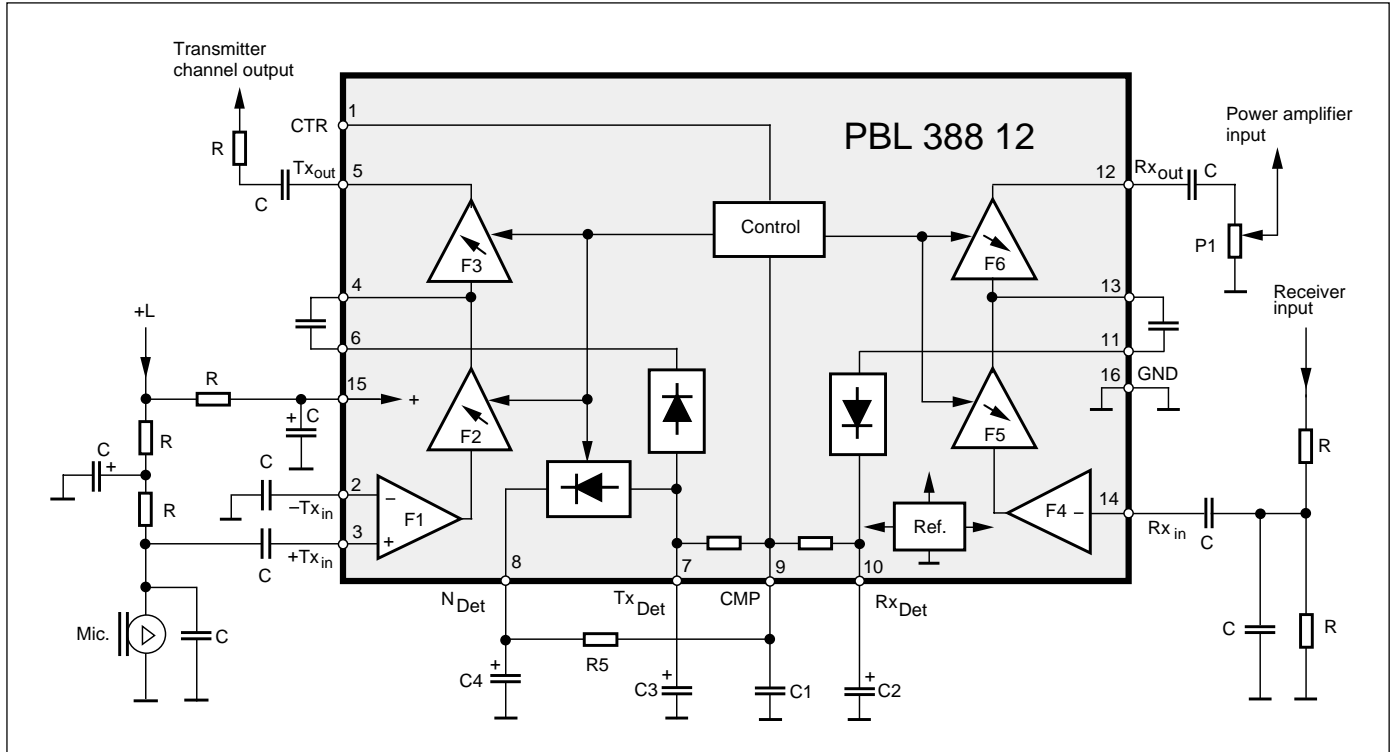 Transmitter
channel output
PBL 388 12
Power amplifier
input
CTR
1
R
C
Tx out
5
12
Rx out
C
Control
P1
F3
F6
4
13
Receiver
input
+L
6
11
R
15
+
16
GND
+
C
R
F2
F5
R
C
+
C
2
–
–Tx in
R
F1
F4
–
14
Rx in
C
Ref.
+Tx in
3
+
C
8
7
9
10
N Det
Tx Det
CMP
Rx Det
Mic.
C
C
R
R5
+
C4
+
C3
C1
+
C2